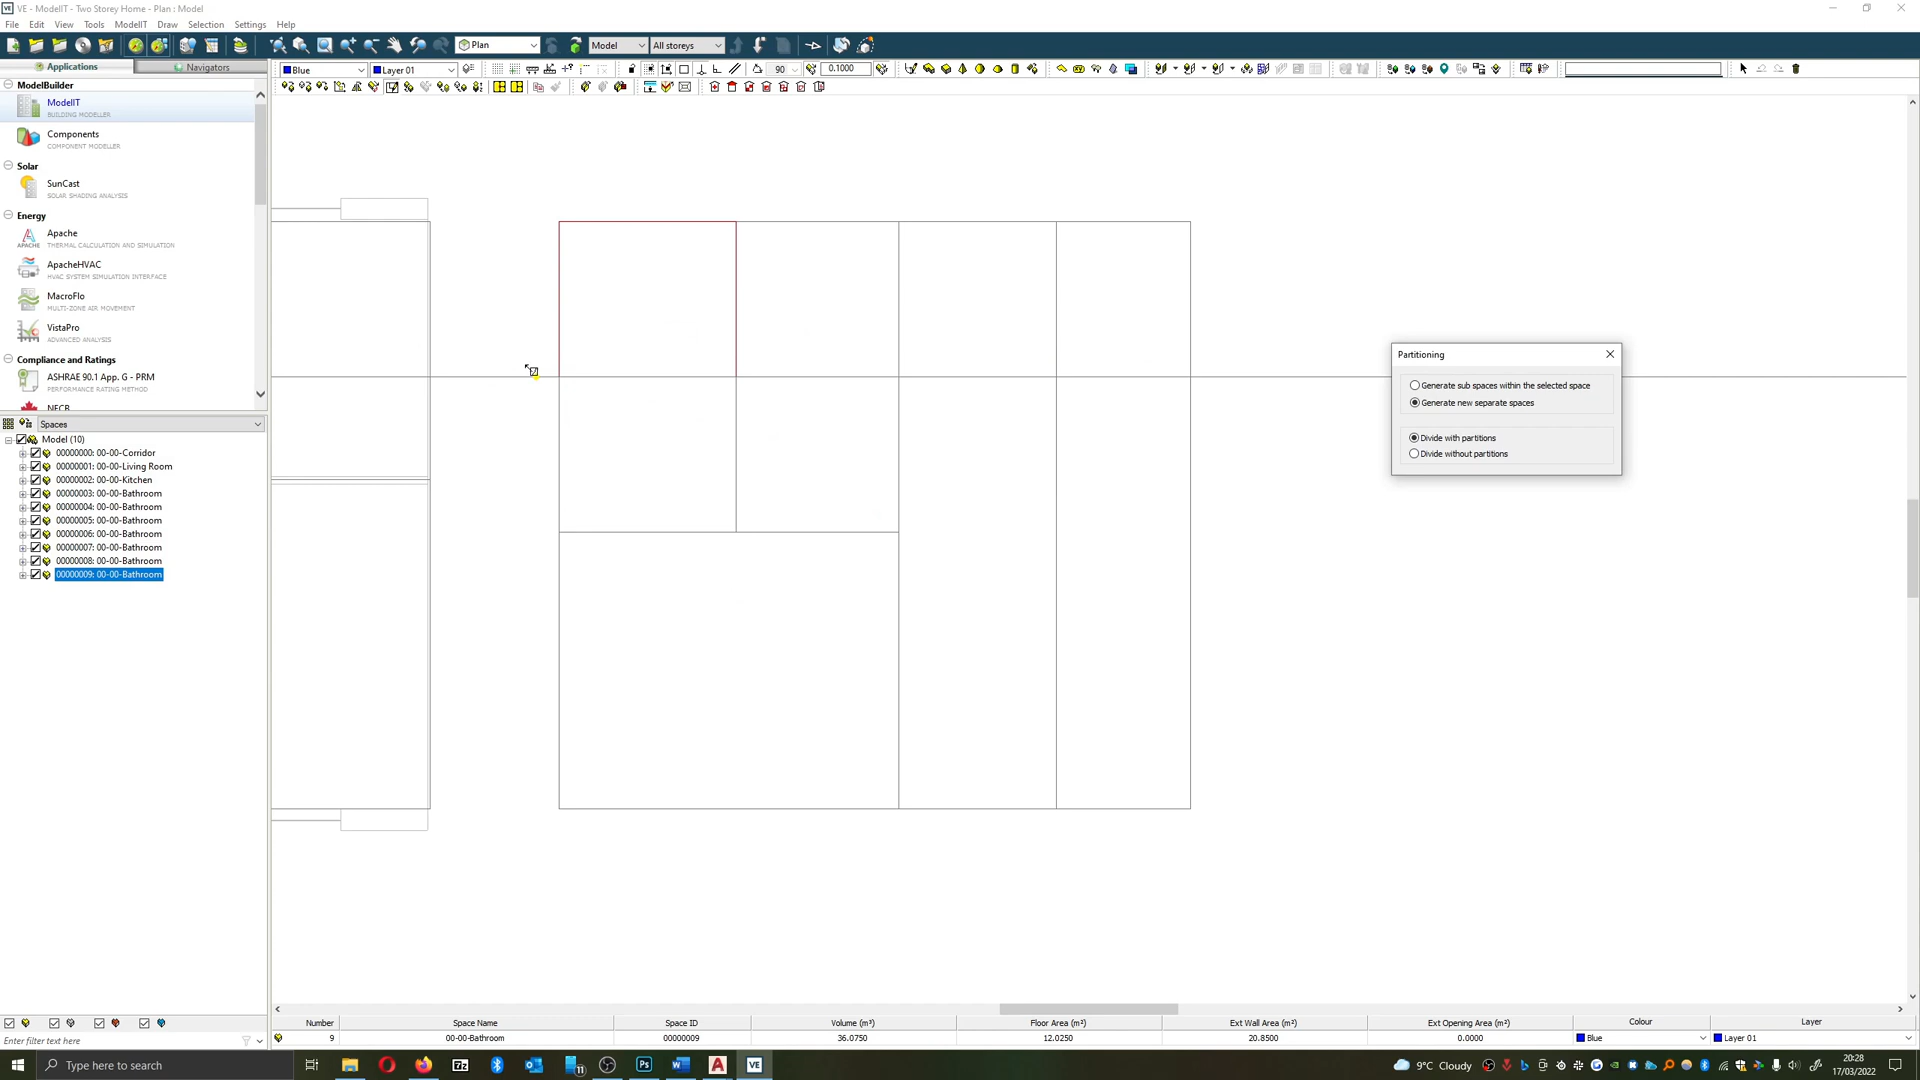 VE - ModelIT - Two Storey Home - Plan : Model
File Edit View Tools ModelIT Draw Selection Settings Help
Plan Model All storeys
Applications Navigators
Blue Layer 01 90 0.1000
ModelBuilder
ModelIT
BUILDING MODELLER
Components
COMPONENT MODELLER
Solar
SunCast
SOLAR SHADING ANALYSIS
Energy
Apache
THERMAL CALCULATION AND SIMULATION
APACHE
ApacheHVAC
HVAC SYSTEM SIMULATION INTERFACE
MacroFlo
MULTI-ZONE AIR MOVEMENT
VistaPro
ADVANCED ANALYSIS
Compliance and Ratings
ASHRAE 90.1 App. G - PRM
PERFORMANCE RATING METHOD
NECB
Spaces
Model (10)
00000000: 00-00-Corridor
00000001: 00-00-Living Room
00000002: 00-00-Kitchen
00000003: 00-00-Bathroom
00000004: 00-00-Bathroom
00000005: 00-00-Bathroom
00000006: 00-00-Bathroom
00000007: 00-00-Bathroom
00000008: 00-00-Bathroom
00000009: 00-00-Bathroom
Partitioning
Generate sub spaces within the selected space
Generate new separate spaces
Divide with partitions
Divide without partitions
Enter filter text here
Number Space Name Space ID Volume (m³) Floor Area (m²) Ext Wall Area (m²) Ext Opening Area (m²) Colour Layer
9 00-00-Bathroom 00000009 36.0750 12.0250 20.8500 0.0000 Blue Layer 01
Type here to search
9°C Cloudy
20:28
17/03/2022